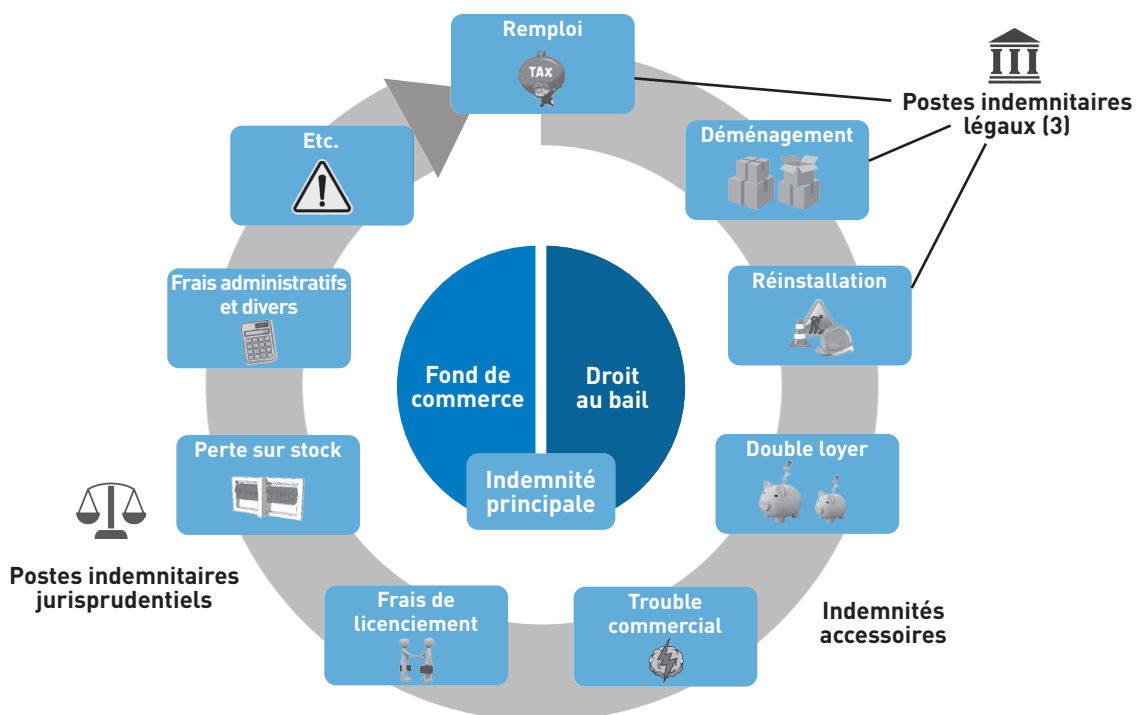 Remploi
TAX
Postes indemnitaires
légaux (3)
Déménagement
Etc.
Réinstallation
Frais administratifs
et divers
Fond de
commerce
Droit
au bail
Indemnité
principale
Double loyer
Perte sur stock
Postes indemnitaires
jurisprudentiels
Frais de
licenciement
Trouble
commercial
Indemnités
accessoires